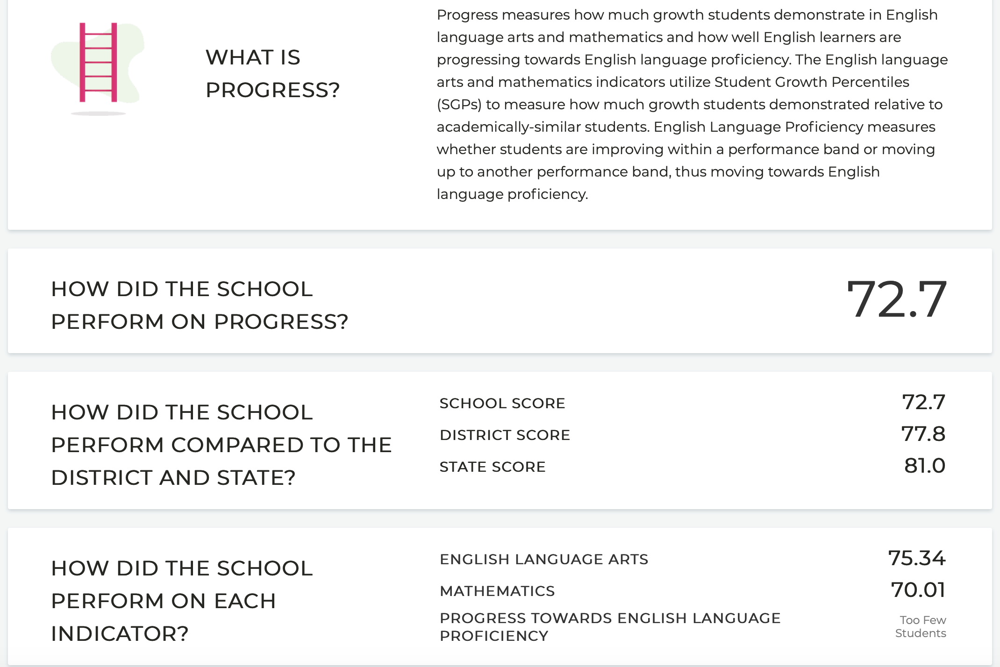 WHAT IS
PROGRESS?
Progress measures how much growth students demonstrate in English
language arts and mathematics and how well English learners are
progressing towards English language proficiency. The English language
arts and mathematics indicators utilize Student Growth Percentiles
(SGPs) to measure how much growth students demonstrated relative to
academically-similar students. English Language Proficiency measures
whether students are improving within a performance band or moving
up to another performance band, thus moving towards English
language proficiency.
HOW DID THE SCHOOL
PERFORM ON PROGRESS?
72.7
HOW DID THE SCHOOL
PERFORM COMPARED TO THE
DISTRICT AND STATE?
SCHOOL SCORE 72.7
DISTRICT SCORE 77.8
STATE SCORE 81.0
HOW DID THE SCHOOL
PERFORM ON EACH
INDICATOR?
ENGLISH LANGUAGE ARTS 75.34
MATHEMATICS 70.01
PROGRESS TOWARDS ENGLISH LANGUAGE
PROFICIENCY
Too Few
Students